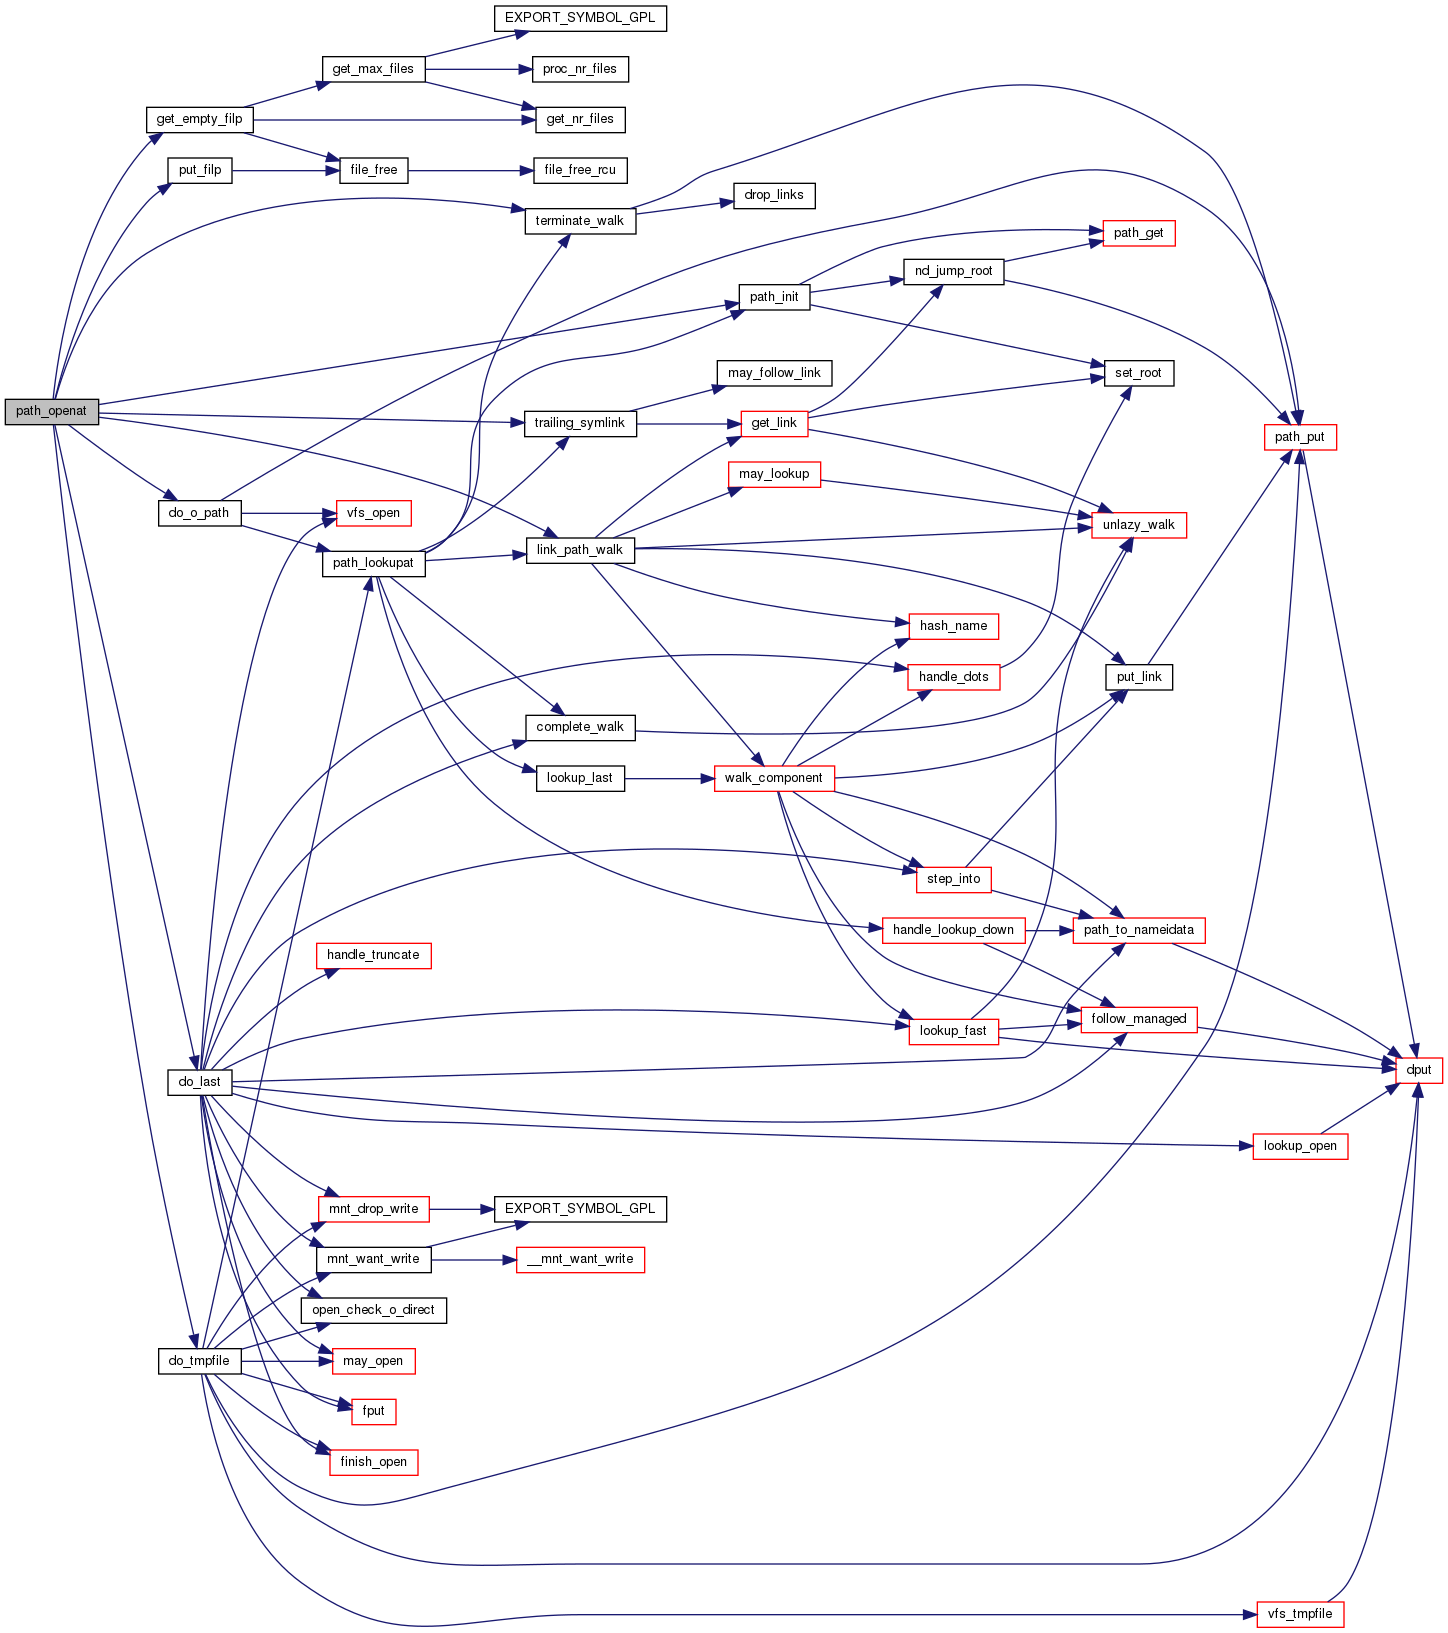 EXPORT_SYMBOL_GPL
get_max_files
proc_nr_files
get_empty_filp
get_nr_files
put_filp
file_free
file_free_rcu
drop_links
terminate_walk
path_get
nd_jump_root
path_init
may_follow_link
set_root
path_openat
trailing_symlink
get_link
path_put
may_lookup
do_o_path
vfs_open
unlazy_walk
link_path_walk
path_lookupat
hash_name
handle_dots
put_link
complete_walk
lookup_last
walk_component
step_into
handle_lookup_down
path_to_nameidata
handle_truncate
follow_managed
lookup_fast
dput
do_last
lookup_open
mnt_drop_write
EXPORT_SYMBOL_GPL
mnt_want_write
__mnt_want_write
open_check_o_direct
do_tmpfile
may_open
fput
finish_open
vfs_tmpfile